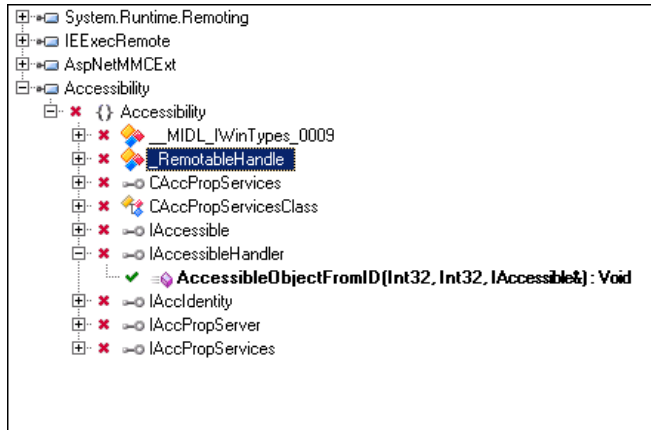 System.Runtime.Remoting
IEExecRemote
AspNetMMCExt
Accessibility
{} Accessibility
__MIDL_IWinTypes_0009
_RemotableHandle
CAccPropServices
CAccPropServicesClass
IAccessible
IAccessibleHandler
AccessibleObjectFromID(Int32, Int32, IAccessible&) : Void
IAccIdentity
IAccPropServer
IAccPropServices